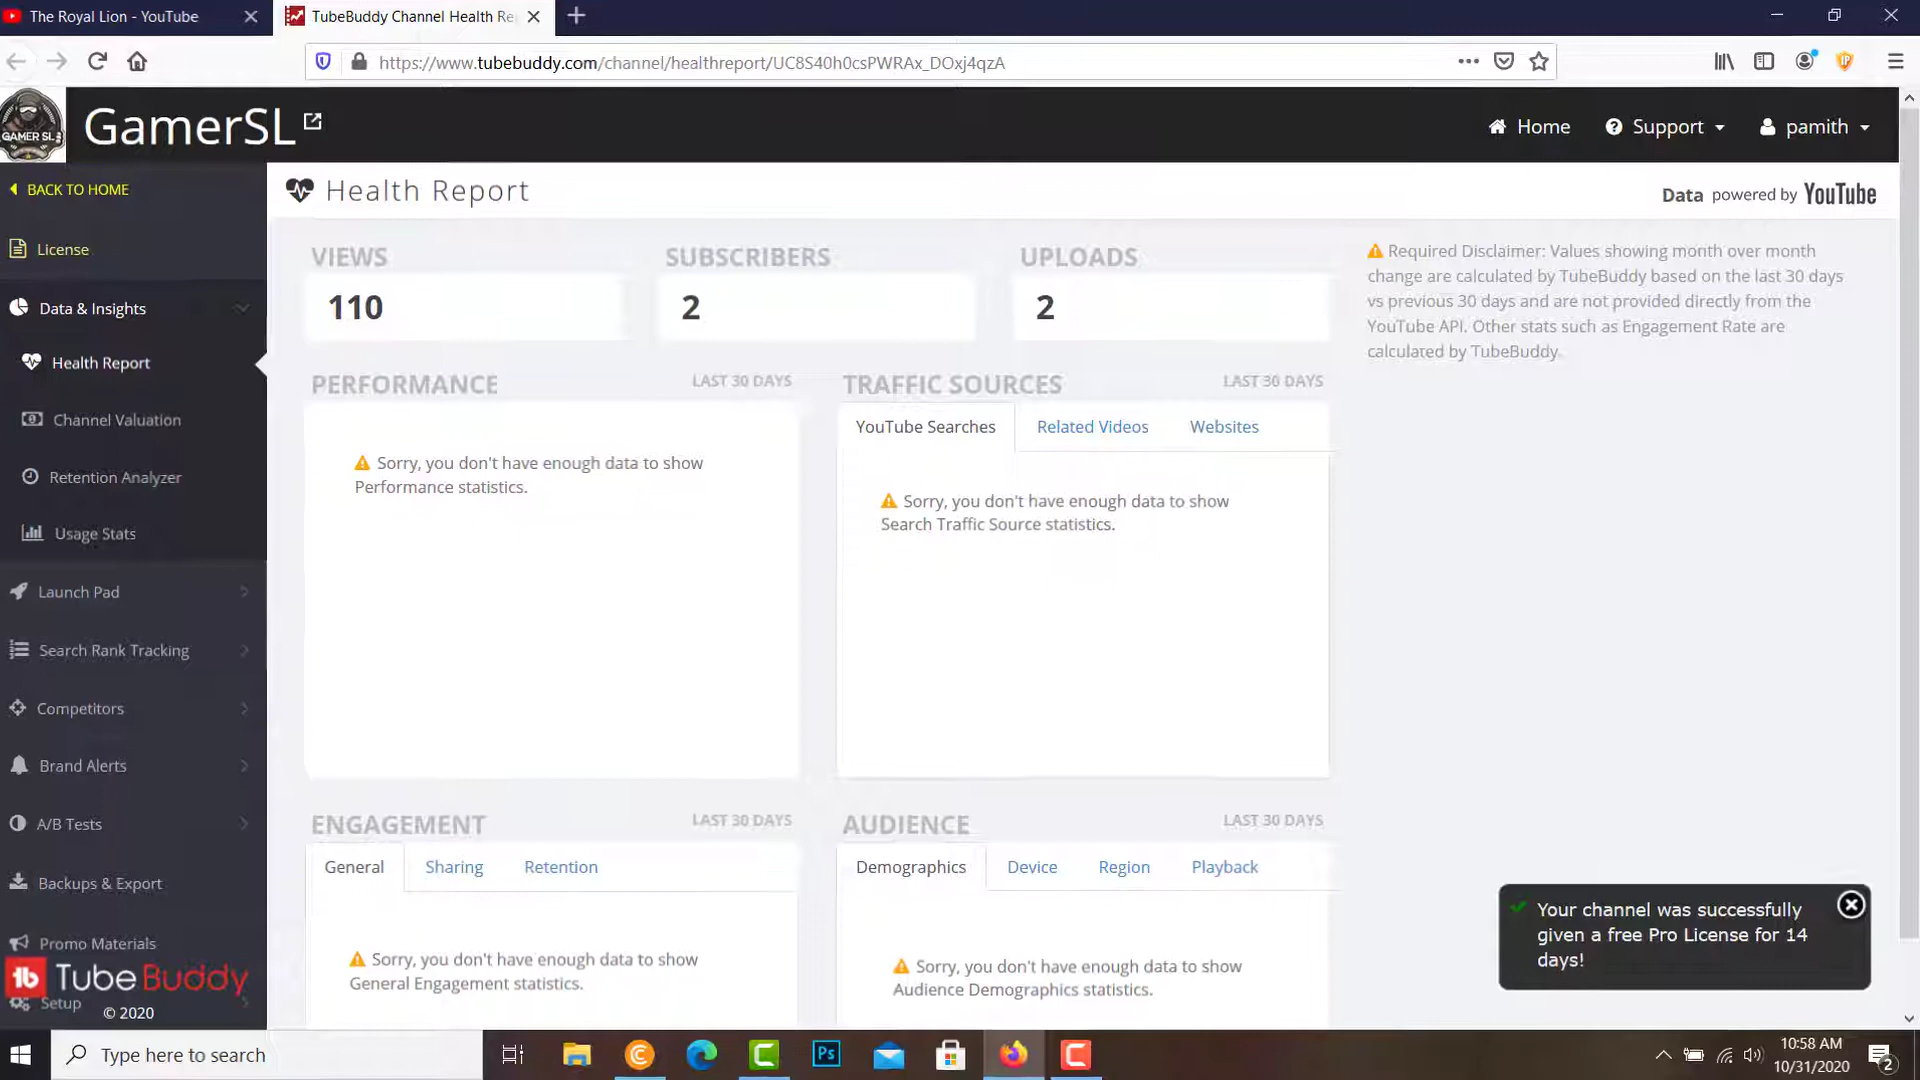 The Royal Lion - YouTube
TubeBuddy Channel Health Re
https://www.tubebuddy.com/channel/healthreport/UC8S40h0csPWRAx_DOxj4qzA
GAMER SL
GamerSL
Home
Support
pamith
BACK TO HOME
License
Data & Insights
Health Report
Channel Valuation
Retention Analyzer
Usage Stats
Launch Pad
Search Rank Tracking
Competitors
Brand Alerts
A/B Tests
Backups & Export
Promo Materials
tb TubeBuddy
Setup
© 2020
Health Report
Data powered by YouTube
VIEWS
110
SUBSCRIBERS
2
UPLOADS
2
Required Disclaimer: Values showing month over month
change are calculated by TubeBuddy based on the last 30 days
vs previous 30 days and are not provided directly from the
YouTube API. Other stats such as Engagement Rate are
calculated by TubeBuddy.
PERFORMANCE
LAST 30 DAYS
Sorry, you don't have enough data to show
Performance statistics.
TRAFFIC SOURCES
LAST 30 DAYS
YouTube Searches
Related Videos
Websites
Sorry, you don't have enough data to show
Search Traffic Source statistics.
ENGAGEMENT
LAST 30 DAYS
General
Sharing
Retention
Sorry, you don't have enough data to show
General Engagement statistics.
AUDIENCE
LAST 30 DAYS
Demographics
Device
Region
Playback
Sorry, you don't have enough data to show
Audience Demographics statistics.
Your channel was successfully
given a free Pro License for 14
days!
Type here to search
Ps
10:58 AM
10/31/2020
2